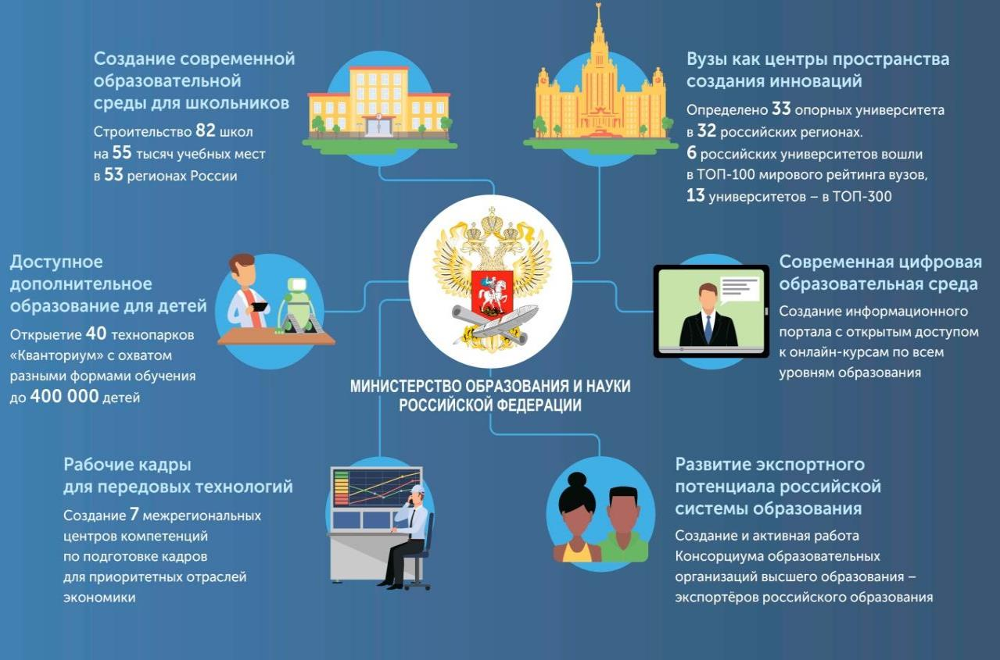 Создание современной
образовательной
среды для школьников
Строительство 82 школ
на 55 тысяч учебных мест
в 53 регионах России
Вузы как центры пространства
создания инноваций
Определено 33 опорных университета
в 32 российских регионах.
6 российских университетов вошли
в ТОП-100 мирового рейтинга вузов,
13 университетов – в ТОП-300
Доступное
дополнительное
образование для детей
Открыетие 40 технопарков
«Кванториум» с охватом
разными формами обучения
до 400 000 детей
Современная цифровая
образовательная среда
Создание информационного
портала с открытым доступом
к онлайн-курсам по всем
уровням образования
МИНИСТЕРСТВО ОБРАЗОВАНИЯ И НАУКИ
РОССИЙСКОЙ ФЕДЕРАЦИИ
Рабочие кадры
для передовых технологий
Создание 7 межрегиональных
центров компетенций
по подготовке кадров
для приоритетных отраслей
экономики
Развитие экспортного
потенциала российской
системы образования
Создание и активная работа
Консорциума образовательных
организаций высшего образования –
экспортёров российского образования